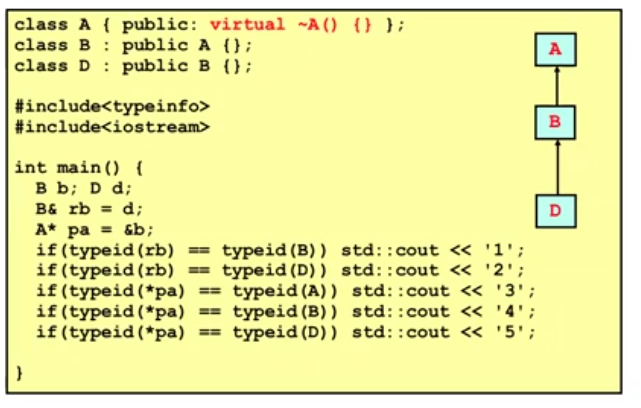 class A { public: virtual ~A() {} };
class B : public A {};
class D : public B {};
#include<typeinfo>
#include<iostream>
int main() {
B b; D d;
B& rb = d;
A* pa = &b;
if(typeid(rb) == typeid(B)) std::cout << '1';
if(typeid(rb) == typeid(D)) std::cout << '2';
if(typeid(*pa) == typeid(A)) std::cout << '3';
if(typeid(*pa) == typeid(B)) std::cout << '4';
if(typeid(*pa) == typeid(D)) std::cout << '5';
}
A
B
D